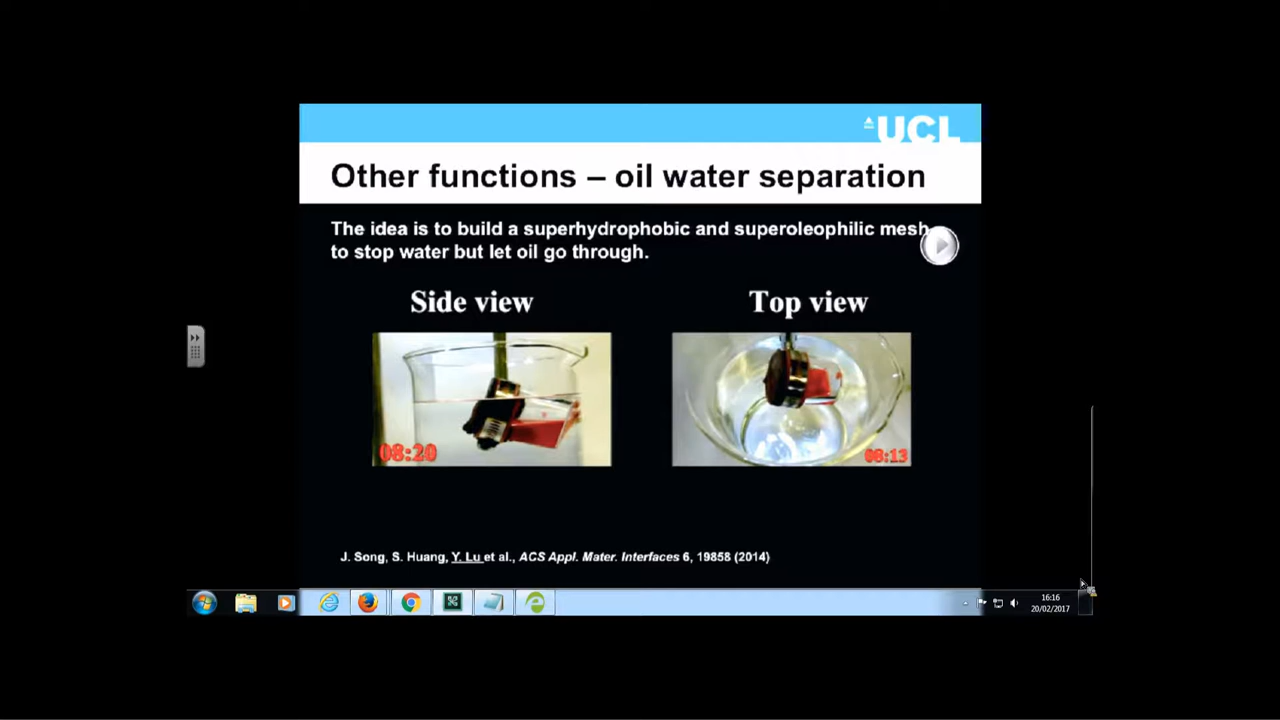 UCL
Other functions – oil water separation
The idea is to build a superhydrophobic and superoleophilic mesh
to stop water but let oil go through.
Side view
Top view
08:20
08:13
J. Song, S. Huang, Y. Lu et al., ACS Appl. Mater. Interfaces 6, 19858 (2014)
16:16
20/02/2017